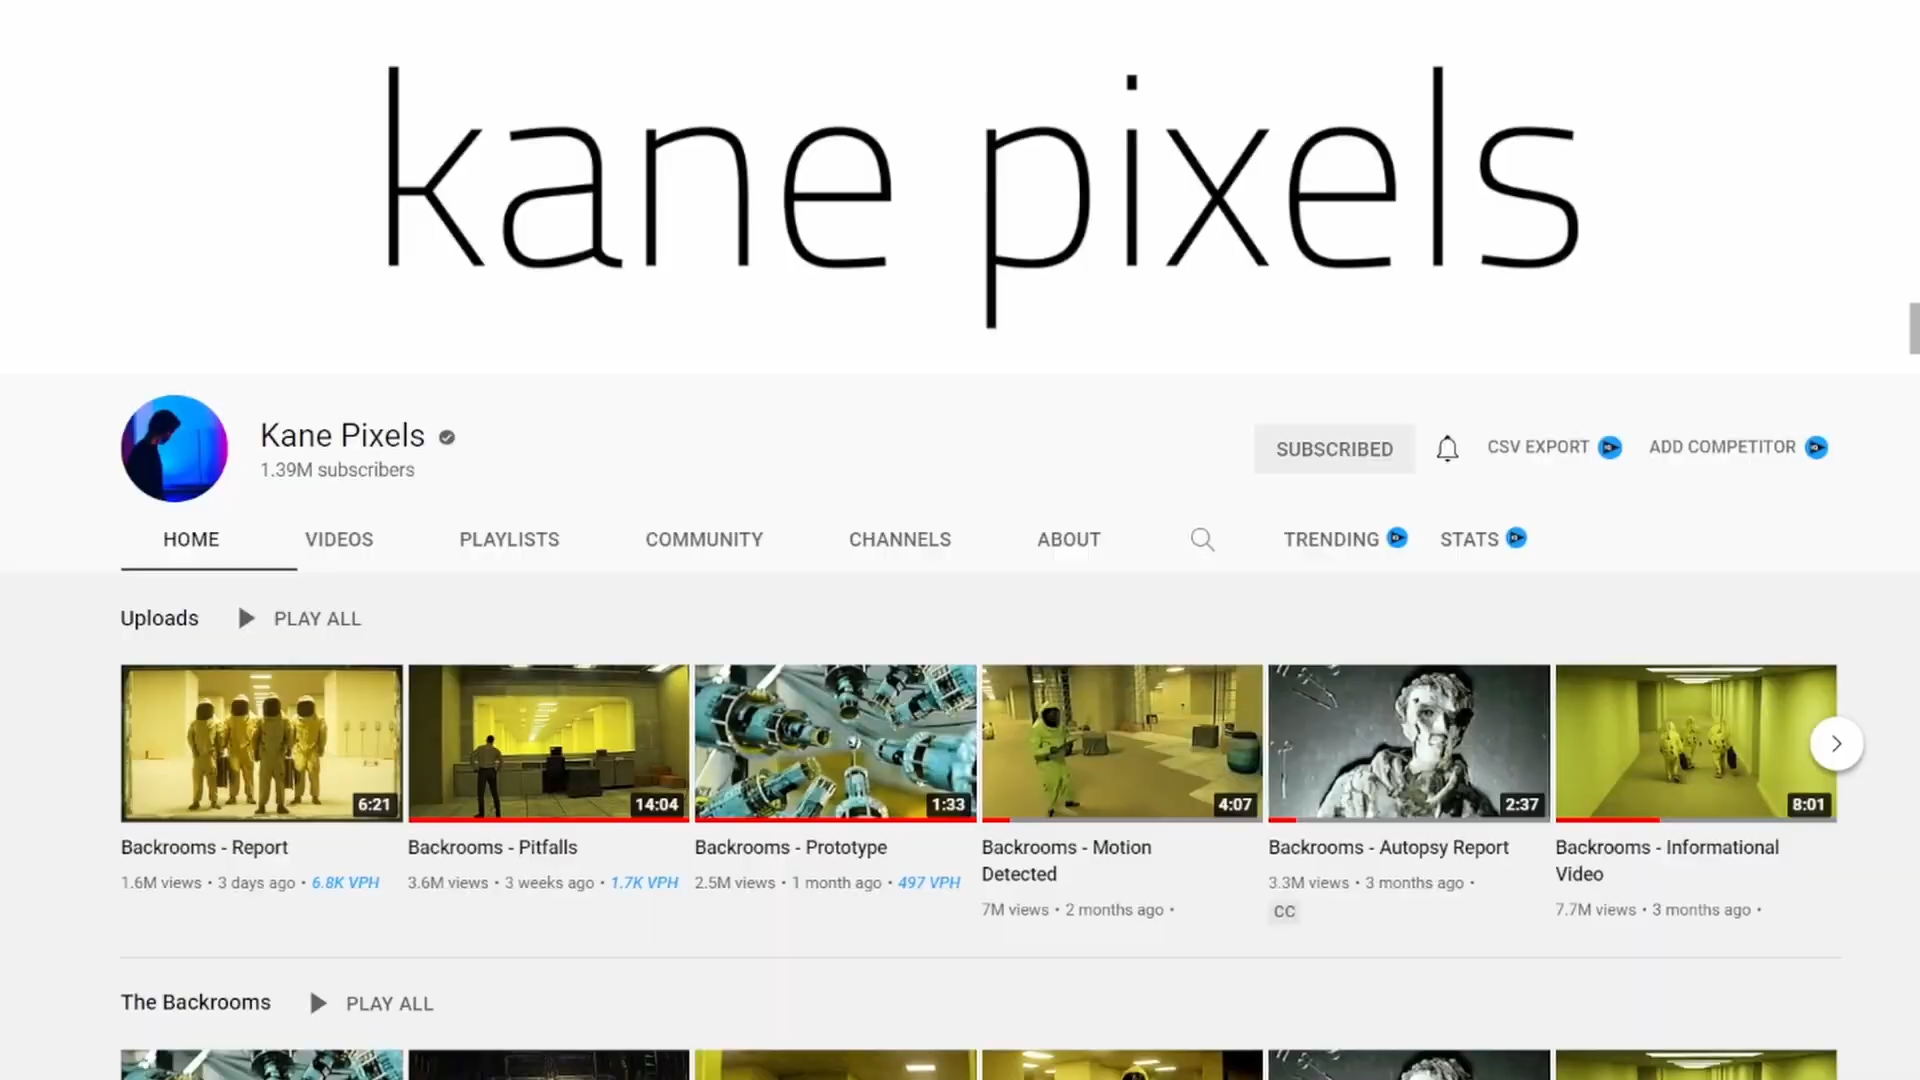 kane pixels
Kane Pixels
1.39M subscribers
SUBSCRIBED
CSV EXPORT
ADD COMPETITOR
HOME
VIDEOS
PLAYLISTS
COMMUNITY
CHANNELS
ABOUT
TRENDING
STATS
Uploads
PLAY ALL
6:21
14:04
1:33
4:07
2:37
8:01
Backrooms - Report
1.6M views • 3 days ago • 6.8K VPH
Backrooms - Pitfalls
3.6M views • 3 weeks ago • 1.7K VPH
Backrooms - Prototype
2.5M views • 1 month ago • 497 VPH
Backrooms - Motion
Detected
7M views • 2 months ago •
Backrooms - Autopsy Report
3.3M views • 3 months ago •
CC
Backrooms - Informational
Video
7.7M views • 3 months ago •
The Backrooms
PLAY ALL